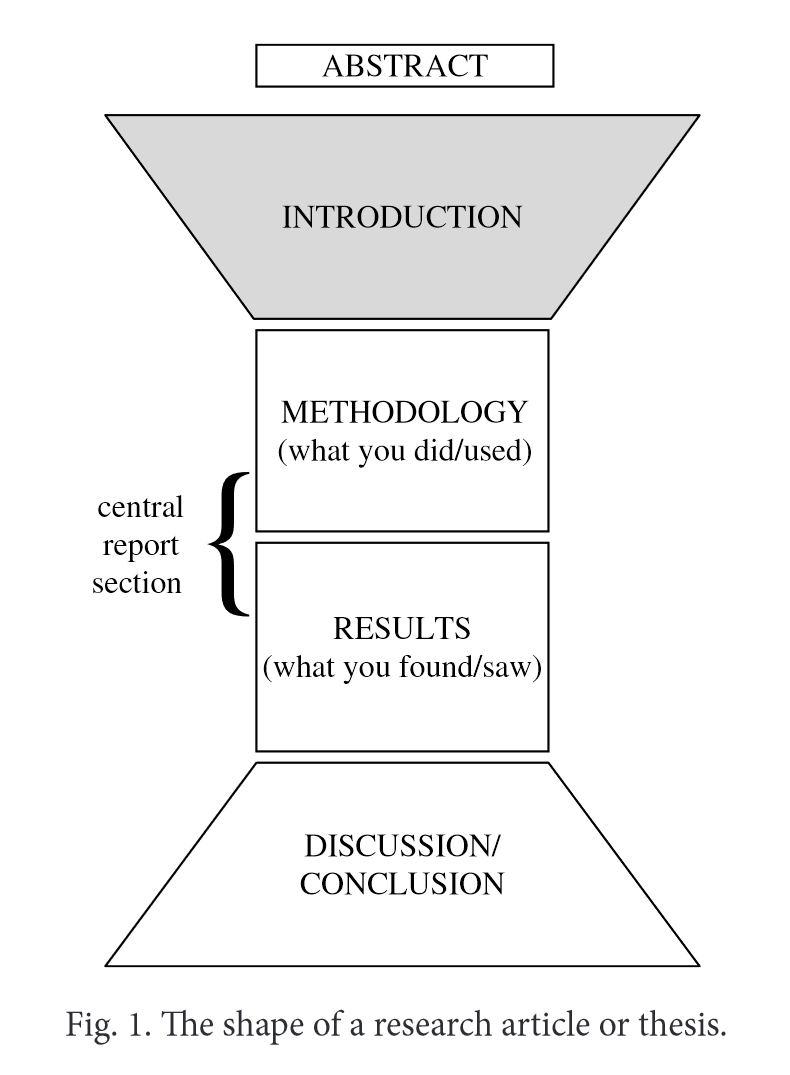 ABSTRACT
INTRODUCTION
METHODOLOGY
(what you did/used)
central
report
section
RESULTS
(what you found/saw)
DISCUSSION/
CONCLUSION
Fig. 1. The shape of a research article or thesis.